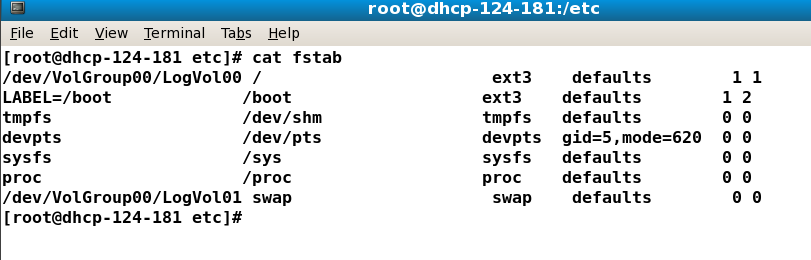 root@dhcp-124-181:/etc
File Edit View Terminal Tabs Help
[root@dhcp-124-181 etc]# cat fstab
/dev/VolGroup00/LogVol00 /                       ext3    defaults        1 1
LABEL=/boot             /boot                   ext3    defaults        1 2
tmpfs                   /dev/shm                tmpfs   defaults        0 0
devpts                  /dev/pts                devpts  gid=5,mode=620  0 0
sysfs                   /sys                    sysfs   defaults        0 0
proc                    /proc                   proc    defaults        0 0
/dev/VolGroup00/LogVol01 swap                    swap    defaults        0 0
[root@dhcp-124-181 etc]#